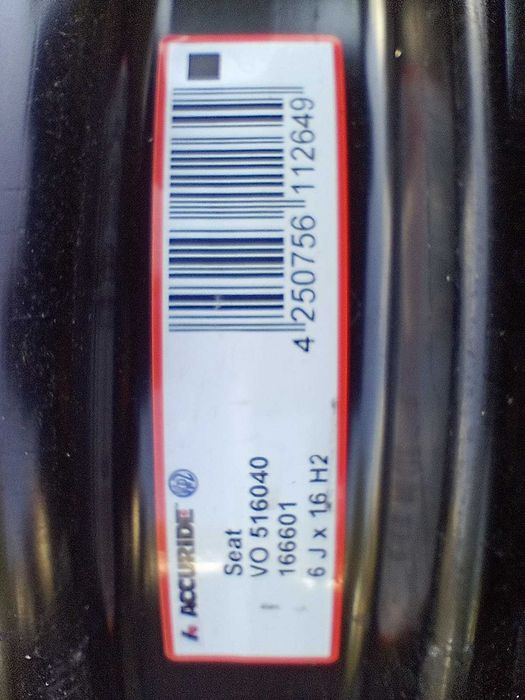 ACCURIDE
Seat
VO 516040
166601
6 J x 16 H2
4 250756 112649